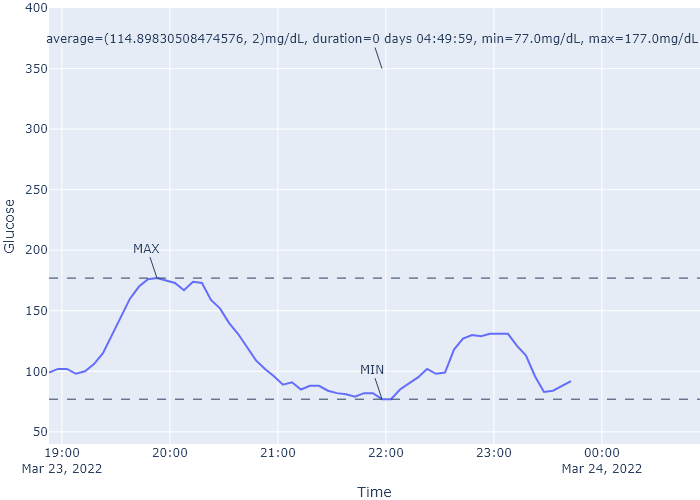 average=(114.89830508474576, 2)mg/dL, duration=0 days 04:49:59, min=77.0mg/dL, max=177.0mg/dL
400
350
300
250
200
150
100
50
Glucose
MAX
MIN
19:00 20:00 21:00 22:00 23:00 00:00
Mar 23, 2022 Mar 24, 2022
Time